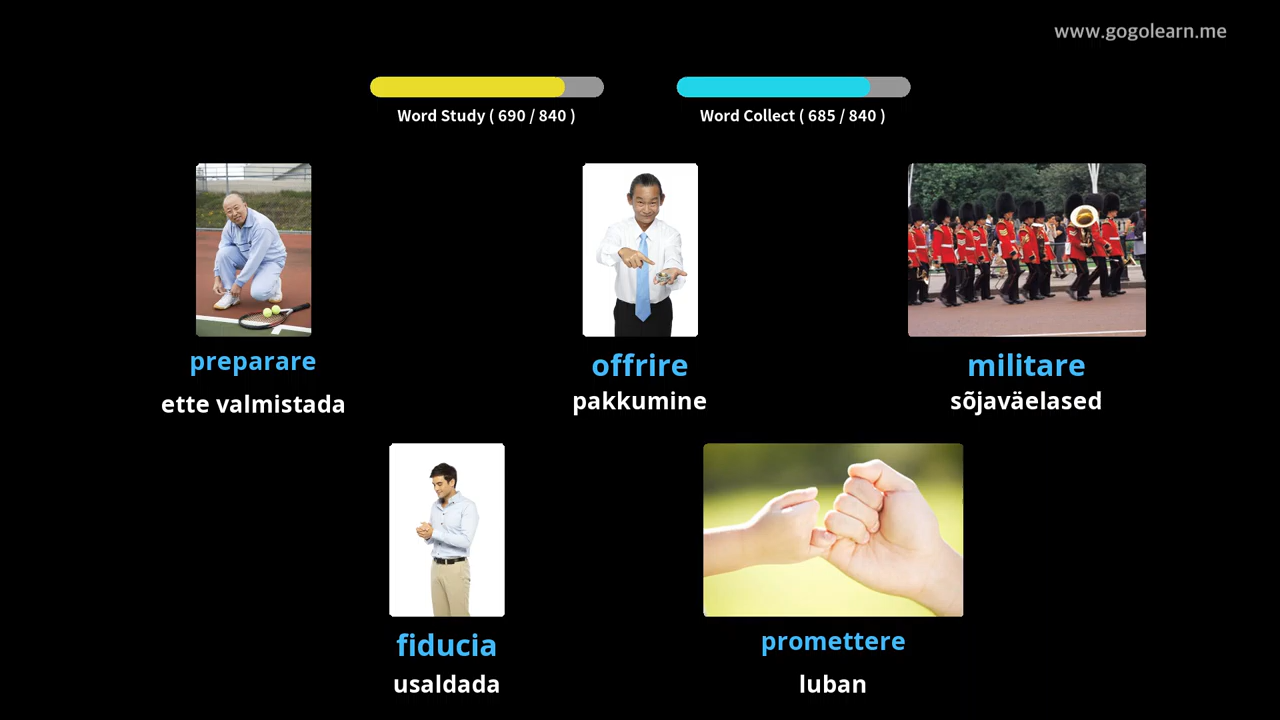 www.gogolearn.me
Word Study ( 690 / 840 )
Word Collect ( 685 / 840 )
preparare
ette valmistada
offrire
pakkumine
militare
sõjaväelased
fiducia
usaldada
promettere
luban